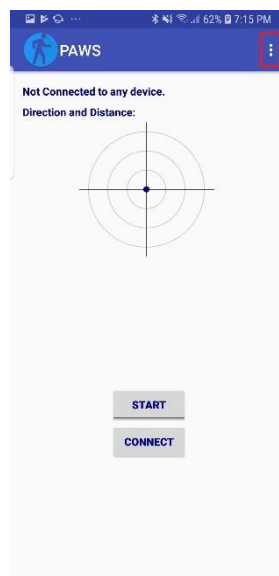 62% 7:15 PM
PAWS
Not Connected to any device.
Direction and Distance:
START
CONNECT